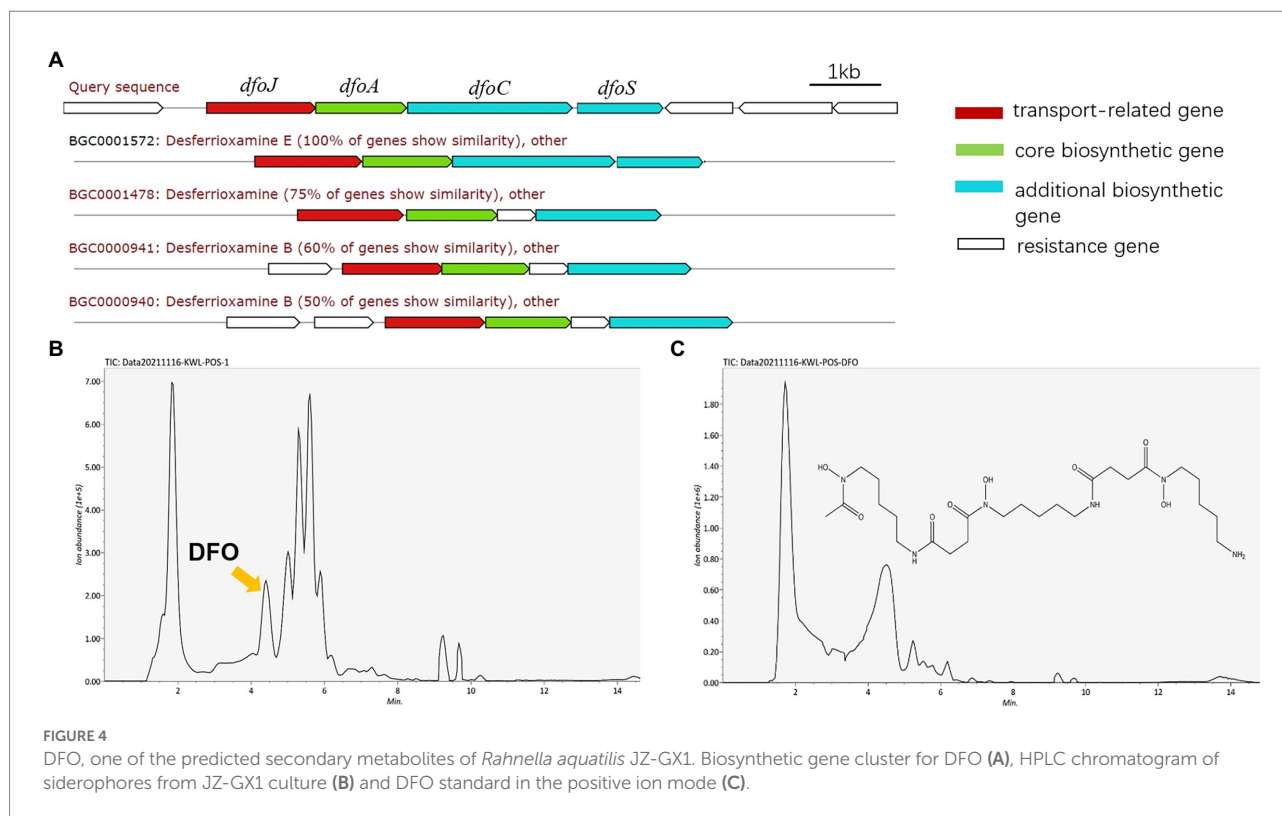 A
Query sequence
dfoJ
dfoA
dfoC
dfoS
1kb
BGC0001572: Desferrioxamine E (100% of genes show similarity), other
BGC0001478: Desferrioxamine (75% of genes show similarity), other
BGC0000941: Desferrioxamine B (60% of genes show similarity), other
BGC0000940: Desferrioxamine B (50% of genes show similarity), other
transport-related gene
core biosynthetic gene
additional biosynthetic
gene
resistance gene
B
TIC: Data20211116-KWL-POS-1
7.00
6.00
5.00
4.00
3.00
2.00
1.00
0.00
Ion abundance (1e+5)
DFO
2 4 6 8 10 12 14
Min.
C
TIC: Data20211116-KWL-POS-DFO
1.80
1.60
1.40
1.20
1.00
0.80
0.60
0.40
0.20
0.00
Ion abundance (1e+6)
HO
N
O
N
H
O
O
OH
N
NH
O
O
N
OH
NH₂
2 4 6 8 10 12 14
Min.
FIGURE 4
DFO, one of the predicted secondary metabolites of Rahnella aquatilis JZ-GX1. Biosynthetic gene cluster for DFO (A), HPLC chromatogram of
siderophores from JZ-GX1 culture (B) and DFO standard in the positive ion mode (C).